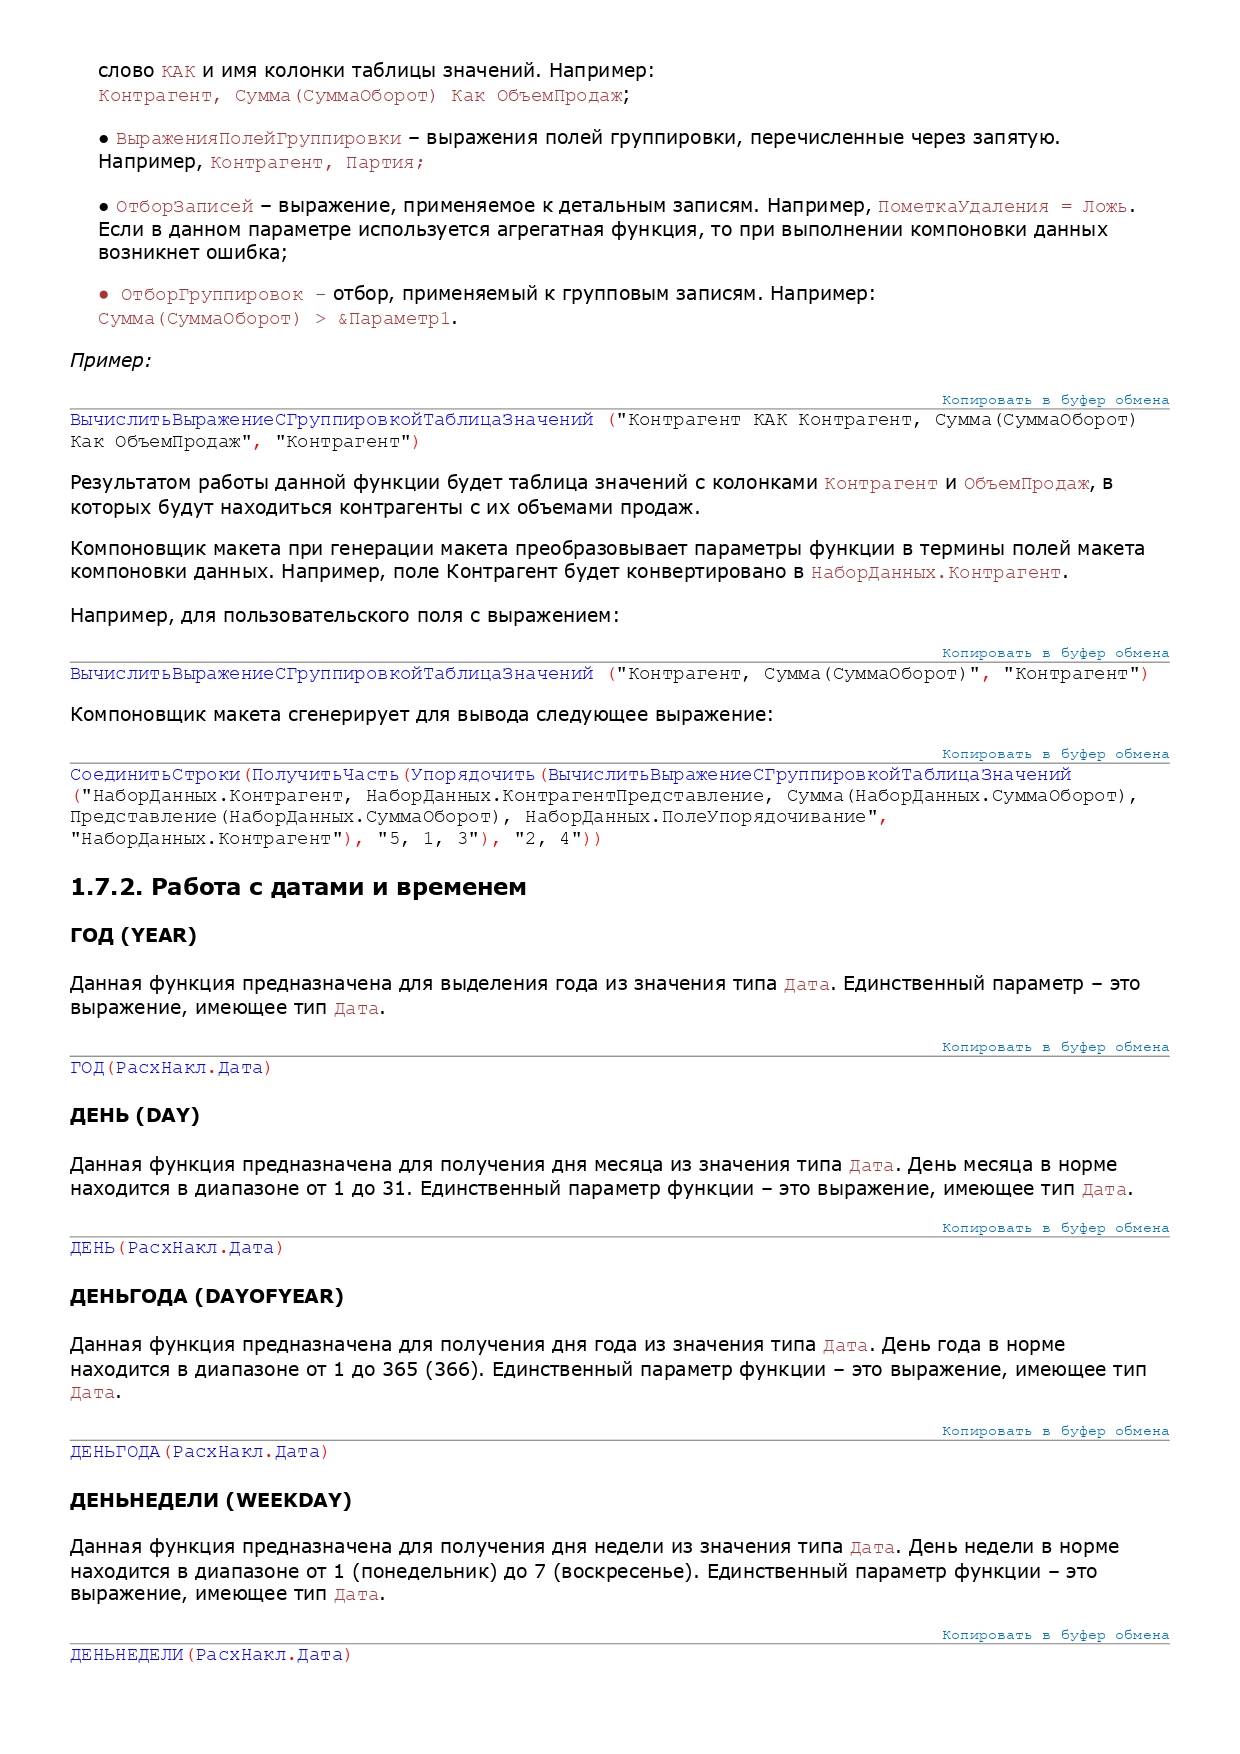 слово КАК и имя колонки таблицы значений. Например:
Контрагент, Сумма(СуммаОборот) Как ОбъемПродаж;
● ВыраженияПолейГруппировки – выражения полей группировки, перечисленные через запятую.
Например, Контрагент, Партия;
● ОтборЗаписей – выражение, применяемое к детальным записям. Например, ПометкаУдаления = Ложь.
Если в данном параметре используется агрегатная функция, то при выполнении компоновки данных
возникнет ошибка;
● ОтборГруппировок – отбор, применяемый к групповым записям. Например:
Сумма(СуммаОборот) > &Параметр1.
Пример:
Копировать в буфер обмена
ВычислитьВыражениеСГруппировкойТаблицаЗначений ("Контрагент КАК Контрагент, Сумма(СуммаОборот)
Как ОбъемПродаж", "Контрагент")
Результатом работы данной функции будет таблица значений с колонками Контрагент и ОбъемПродаж, в
которых будут находиться контрагенты с их объемами продаж.
Компоновщик макета при генерации макета преобразовывает параметры функции в термины полей макета
компоновки данных. Например, поле Контрагент будет конвертировано в НаборДанных.Контрагент.
Например, для пользовательского поля с выражением:
Копировать в буфер обмена
ВычислитьВыражениеСГруппировкойТаблицаЗначений ("Контрагент, Сумма(СуммаОборот)", "Контрагент")
Компоновщик макета сгенерирует для вывода следующее выражение:
Копировать в буфер обмена
СоединитьСтроки(ПолучитьЧасть(Упорядочить(ВычислитьВыражениеСГруппировкойТаблицаЗначений
("НаборДанных.Контрагент, НаборДанных.КонтрагентПредставление, Сумма(НаборДанных.СуммаОборот),
Представление(НаборДанных.СуммаОборот), НаборДанных.ПолеУпорядочивание",
"НаборДанных.Контрагент"), "5, 1, 3"), "2, 4"))
1.7.2. Работа с датами и временем
ГОД (YEAR)
Данная функция предназначена для выделения года из значения типа Дата. Единственный параметр – это
выражение, имеющее тип Дата.
Копировать в буфер обмена
ГОД(РасхНакл.Дата)
ДЕНЬ (DAY)
Данная функция предназначена для получения дня месяца из значения типа Дата. День месяца в норме
находится в диапазоне от 1 до 31. Единственный параметр функции – это выражение, имеющее тип Дата.
Копировать в буфер обмена
ДЕНЬ(РасхНакл.Дата)
ДЕНЬГОДА (DAYOFYEAR)
Данная функция предназначена для получения дня года из значения типа Дата. День года в норме
находится в диапазоне от 1 до 365 (366). Единственный параметр функции – это выражение, имеющее тип
Дата.
Копировать в буфер обмена
ДЕНЬГОДА(РасхНакл.Дата)
ДЕНЬНЕДЕЛИ (WEEKDAY)
Данная функция предназначена для получения дня недели из значения типа Дата. День недели в норме
находится в диапазоне от 1 (понедельник) до 7 (воскресенье). Единственный параметр функции – это
выражение, имеющее тип Дата.
Копировать в буфер обмена
ДЕНЬНЕДЕЛИ(РасхНакл.Дата)